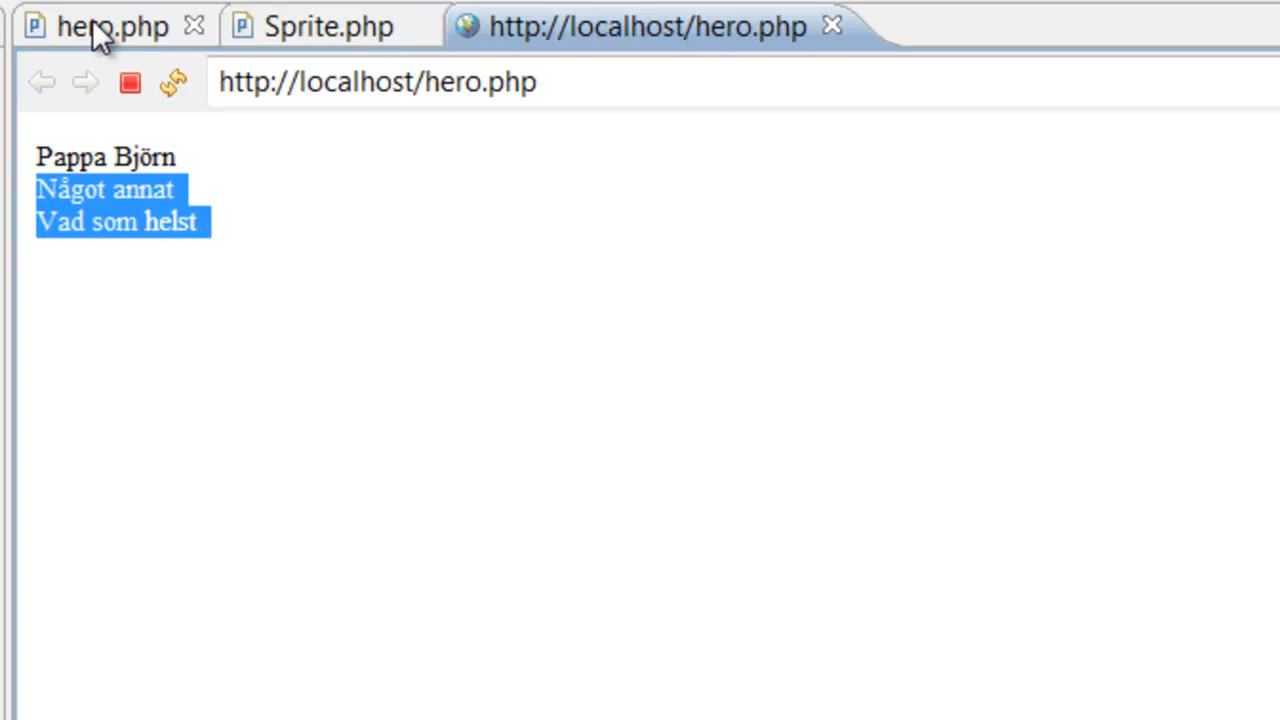 hero.php Sprite.php http://localhost/hero.php
http://localhost/hero.php
Pappa Björn
Något annat
Vad som helst